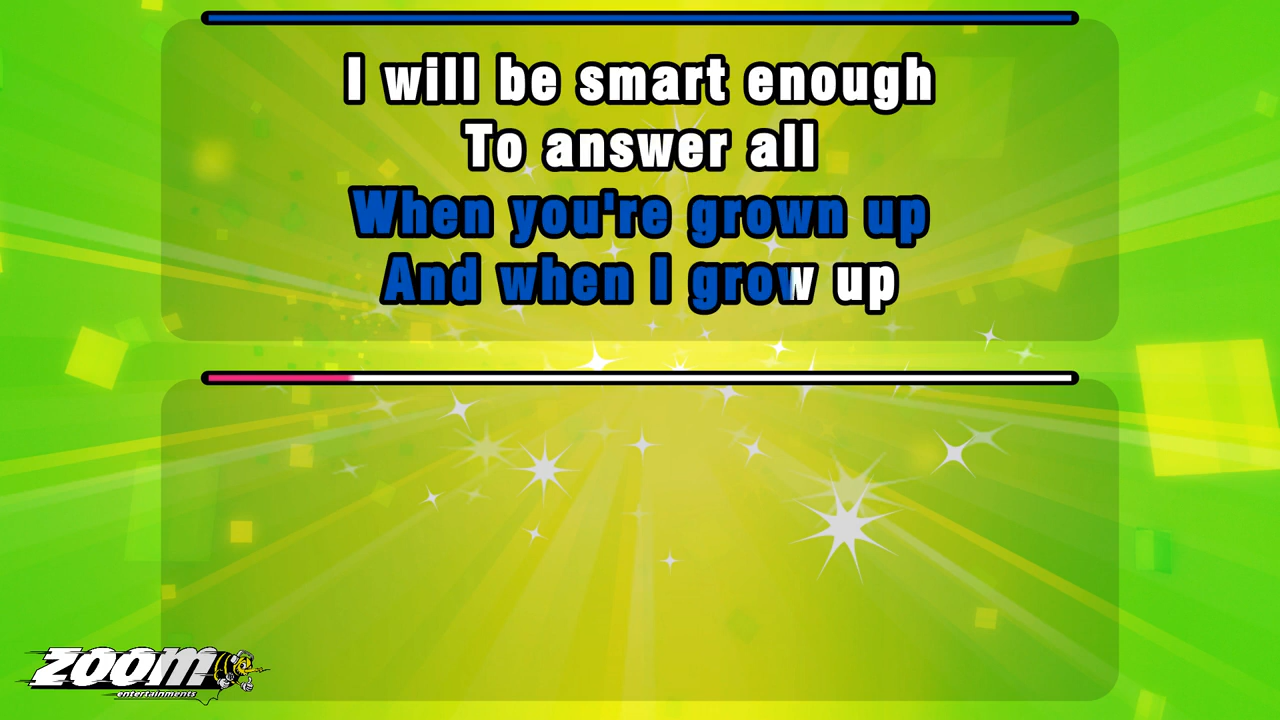 I will be smart enough
To answer all
When you're grown up
And when I grow up
ZOOM
entertainments